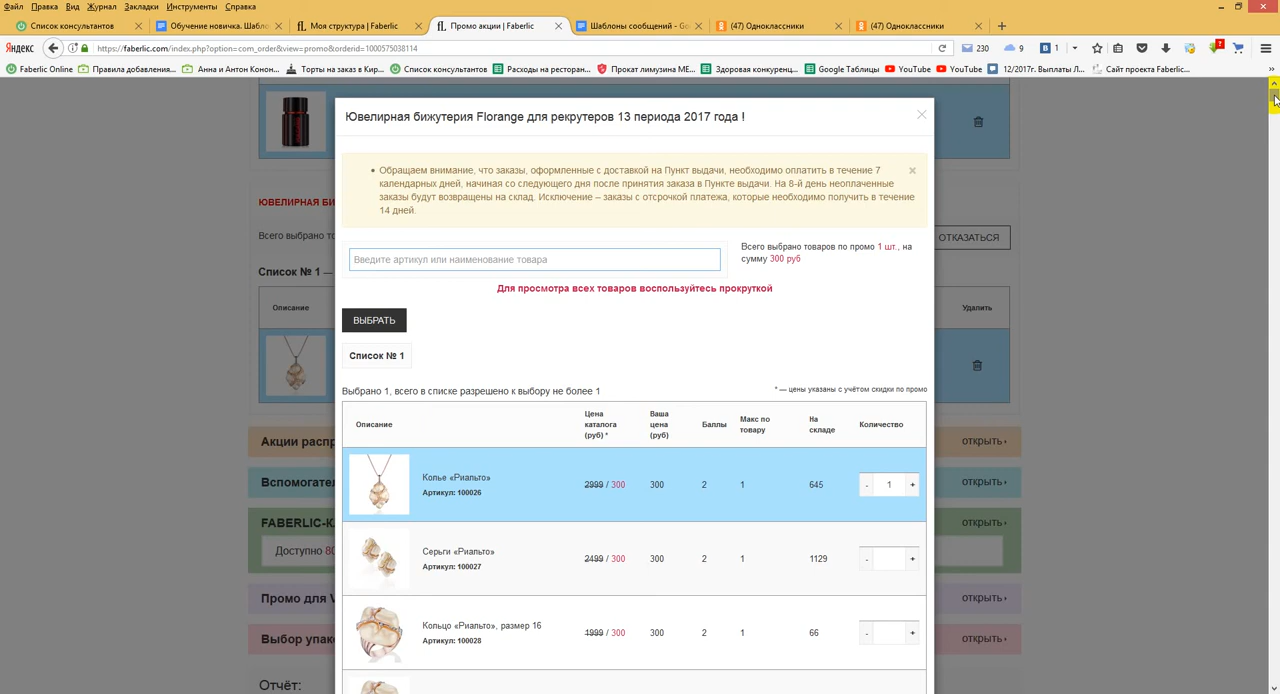 Файл Правка Вид Журнал Закладки Инструменты Справка
Список консультантов
Обучение новичка. Шабло
Моя структура | Faberlic
Промо акции | Faberlic
Шаблоны сообщений - Go
(47) Одноклассники
(47) Одноклассники
Яндекс
https://faberlic.com/index.php?option=com_order&view=promo&orderid=1000575038114
230
9
1
?
Faberlic Online
Правила добавления...
Анна и Антон Конон...
Торты на заказ в Кир...
Список консультантов
Расходы на ресторан...
Прокат лимузина МЕ...
Здоровая конкуренц...
Google Таблицы
YouTube
YouTube
12/2017г. Выплаты Л...
Сайт проекта Faberlic...
Ювелирная бижутерия Florange для рекрутеров 13 периода 2017 года !
Обращаем внимание, что заказы, оформленные с доставкой на Пункт выдачи, необходимо оплатить в течение 7
календарных дней, начиная со следующего дня после принятия заказа в Пункте выдачи. На 8-й день неоплаченные
заказы будут возвращены на склад. Исключение – заказы с отсрочкой платежа, которые необходимо получить в течение
14 дней.
ЮВЕЛИРНАЯ БИ
Всего выбрано т
ОТКАЗАТЬСЯ
Введите артикул или наименование товара
Всего выбрано товаров по промо 1 шт., на
сумму 300 руб
Список № 1 —
Для просмотра всех товаров воспользуйтесь прокруткой
Описание
Удалить
ВЫБРАТЬ
Список № 1
Выбрано 1, всего в списке разрешено к выбору не более 1
* — цены указаны с учётом скидки по промо
Описание
Цена каталога (руб) *
Ваша цена (руб)
Баллы
Макс по товару
На складе
Количество
Колье «Риальто»
Артикул: 100026
2999 / 300
300
2
1
645
- 1 +
Серьги «Риальто»
Артикул: 100027
2499 / 300
300
2
1
1129
- +
Кольцо «Риальто», размер 16
Артикул: 100028
1999 / 300
300
2
1
66
- +
Акции расп
открыть
Вспомогател
открыть
FABERLIC-К
открыть
Доступно 80
Промо для V
открыть
Выбор упак
открыть
Отчёт: